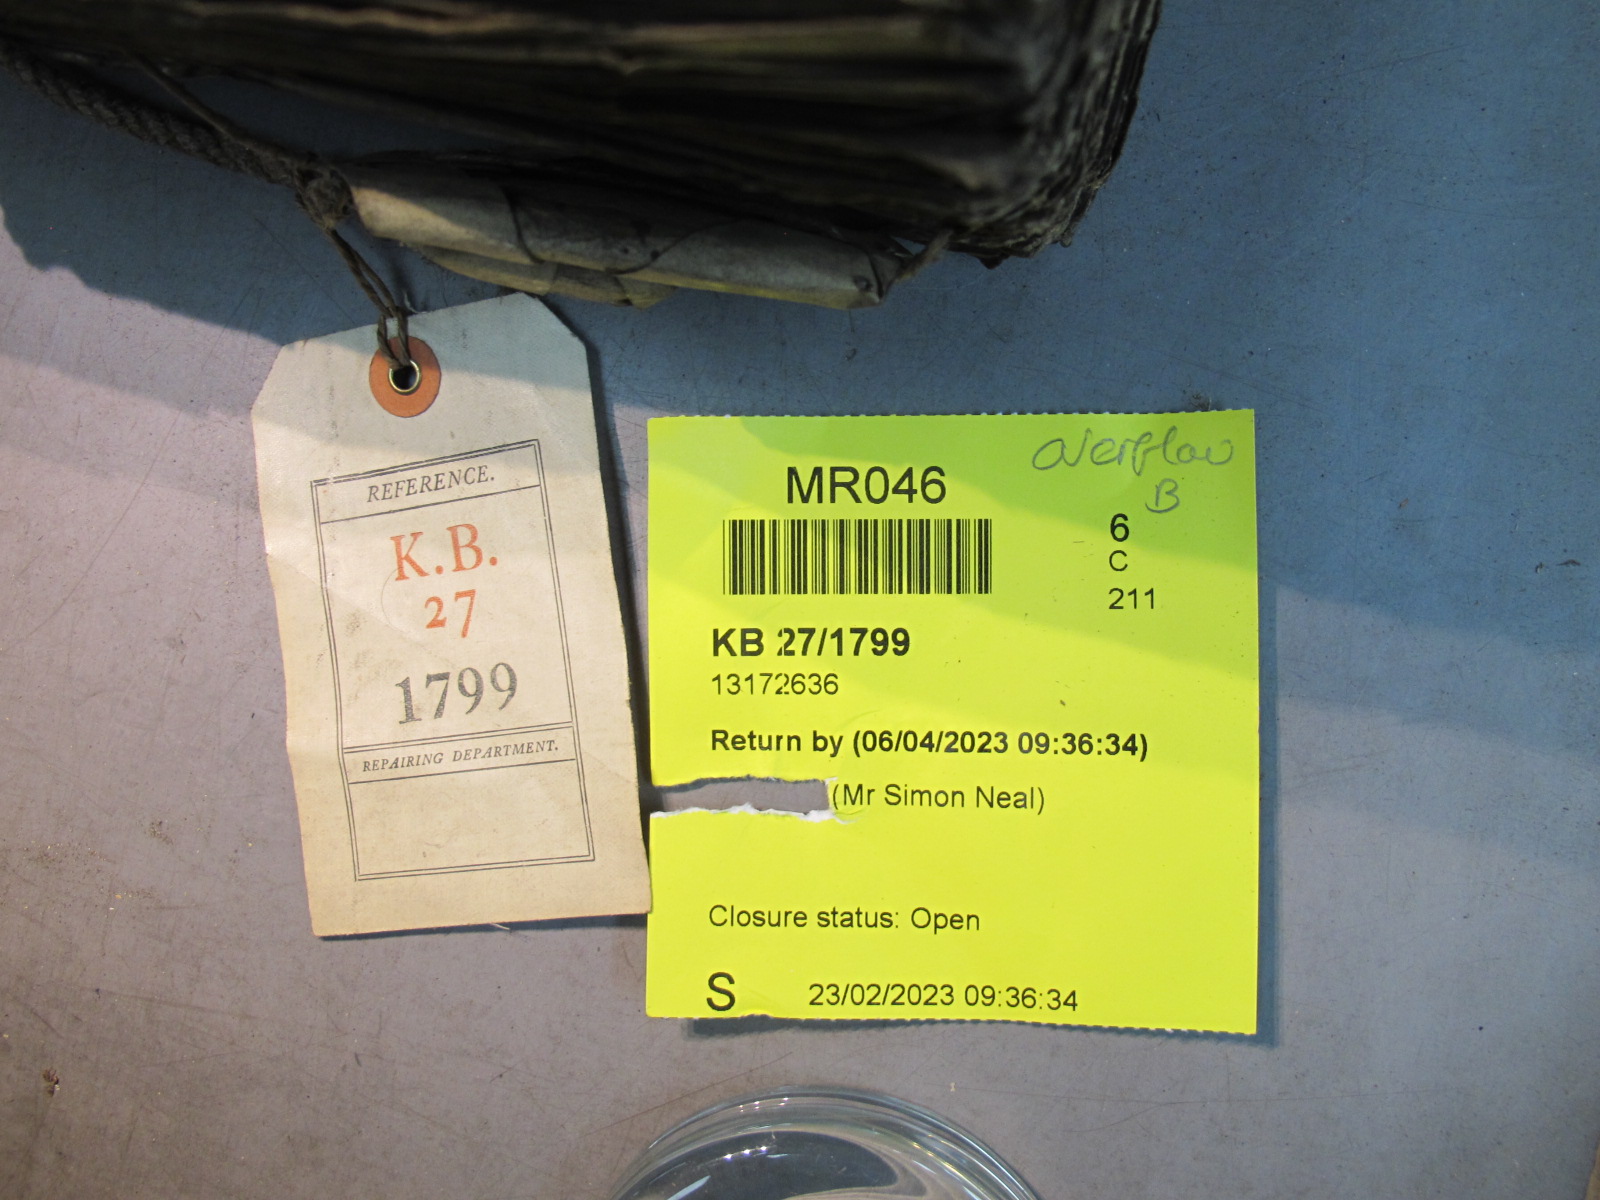 REFERENCE.
K.B.
27
1799
REPAIRING DEPARTMENT.
overflow
B
MR046
6
C
211
KB 27/1799
13172636
Return by (06/04/2023 09:36:34)
(Mr Simon Neal)
Closure status: Open
S 23/02/2023 09:36:34